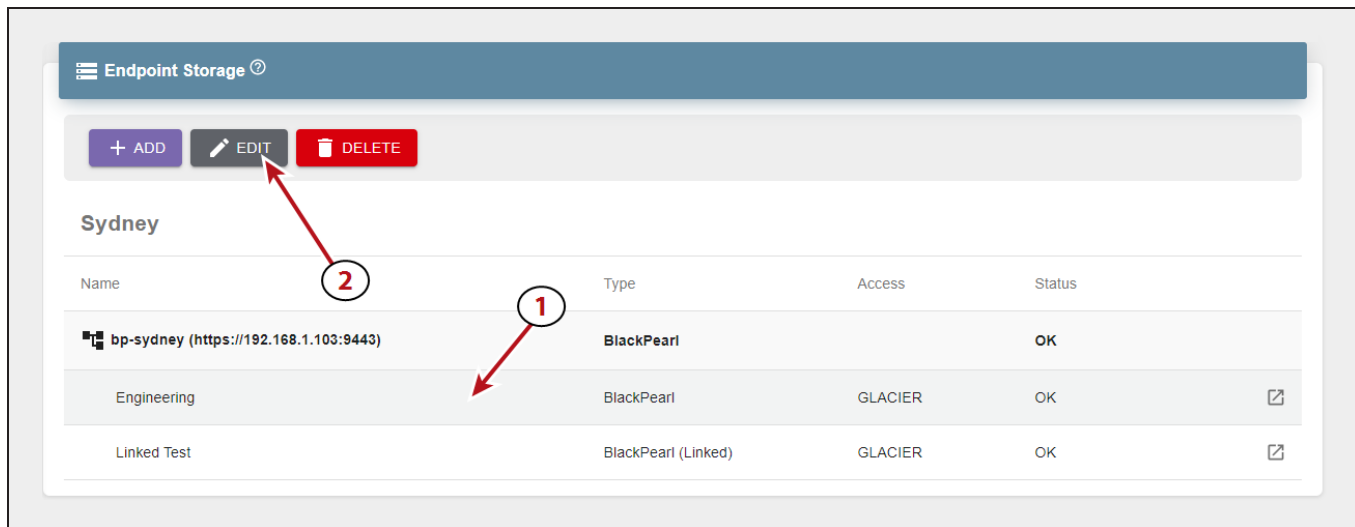 Endpoint Storage ?
+ ADD EDIT DELETE
Sydney
Name Type Access Status
bp-sydney (https://192.168.1.103:9443) BlackPearl OK
Engineering BlackPearl GLACIER OK
Linked Test BlackPearl (Linked) GLACIER OK
2
1